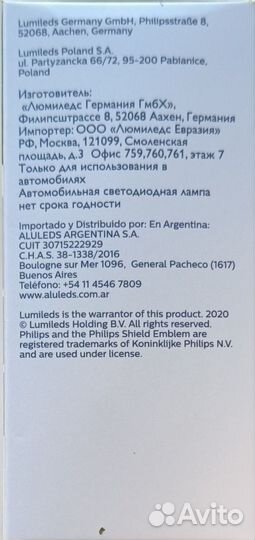 Lumileds Germany GmbH, Philipsstraße 8,
52068, Aachen, Germany
Lumileds Poland S.A.
ul. Partyzancka 66/72, 95-200 Pabianice,
Poland
Изготовитель:
«Люмиледс Германия ГмбХ»,
Филипсштрассе 8, 52068 Аахен, Германия
Импортер: ООО «Люмиледс Евразия»
РФ, Москва, 121099, Смоленская
площадь, д.3 Офис 759,760,761, этаж 7
Только для использования в
автомобилях
Автомобильная светодиодная лампа
нет срока годности
Importado y Distribuido por: En Argentina:
ALULEDS ARGENTINA S.A.
CUIT 30715222929
C.H.A.S. 38-1338/2016
Boulogne sur Mer 1096, General Pacheco (1617)
Buenos Aires
Teléfono: +54 11 4546 7809
www.aluleds.com.ar
Lumileds is the warrantor of this product. 2020
© Lumileds Holding B.V. All rights reserved.
Philips and the Philips Shield Emblem are
registered trademarks of Koninklijke Philips N.V.
and are used under license.
Avito